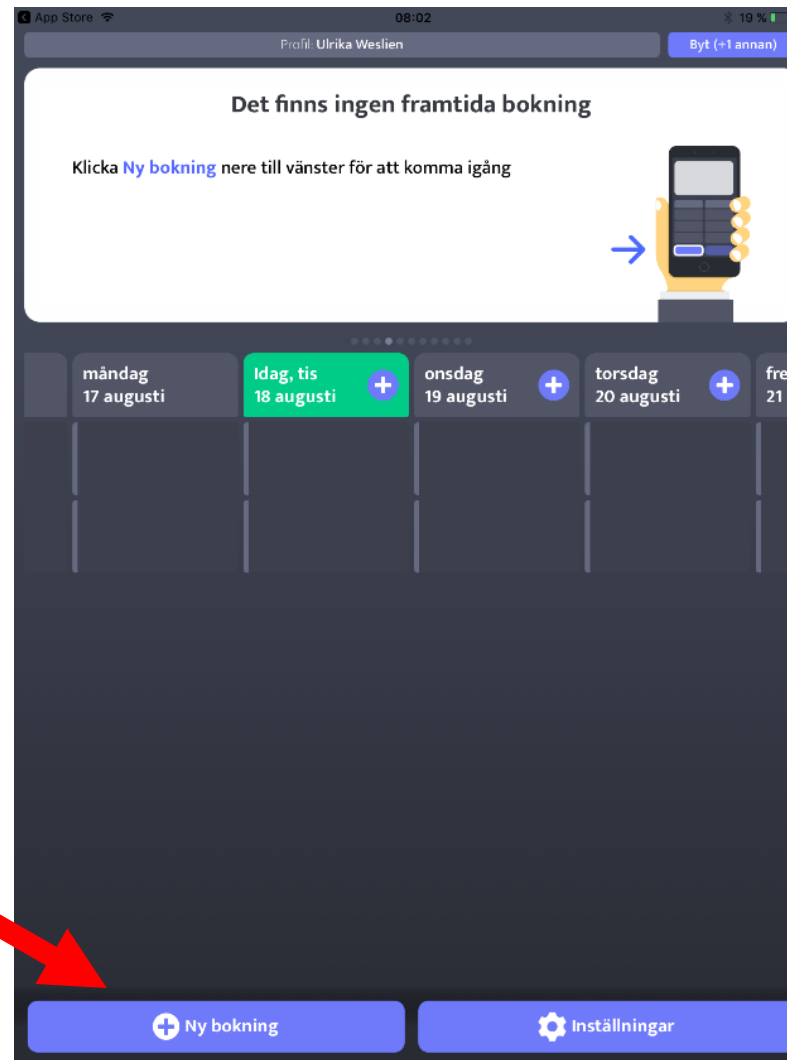 App Store 08:02 19 %
Profil: Ulrika Weslien Byt (+1 annan)
Det finns ingen framtida bokning
Klicka Ny bokning nere till vänster för att komma igång
måndag
17 augusti
Idag, tis
18 augusti
onsdag
19 augusti
torsdag
20 augusti
fre
21
Ny bokning
Inställningar